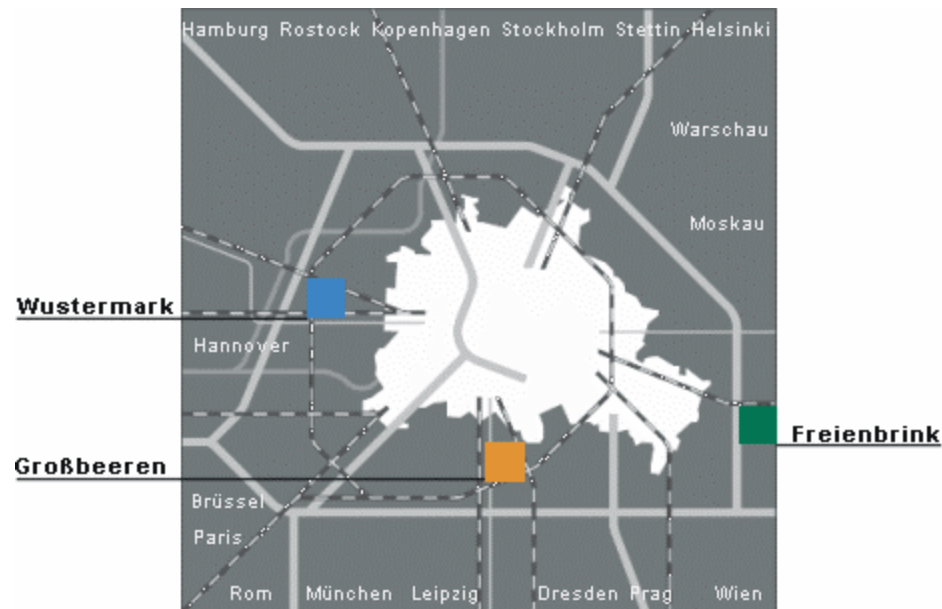 Hamburg Rostock Kopenhagen Stockholm Stettin Helsinki
Warschau
Moskau
Wustermark
Hannover
Freienbrink
Großbeeren
Brüssel
Paris
Rom München Leipzig Dresden Prag Wien